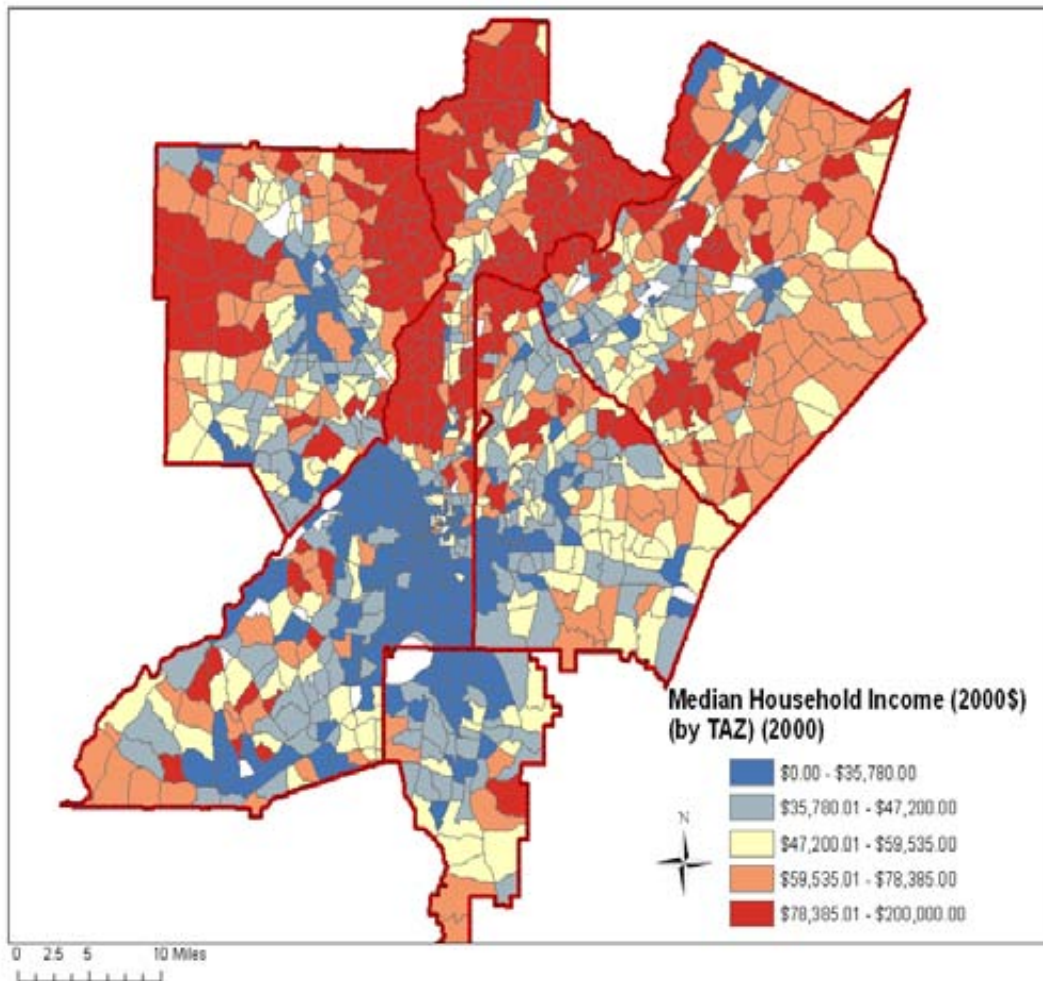 Median Household Income (2000$)
(by TAZ) (2000)
$0.00 - $35,780.00
$35,780.01 - $47,200.00
$47,200.01 - $59,535.00
$59,535.01 - $78,385.00
$78,385.01 - $200,000.00
N
0 2.5 5 10 Miles